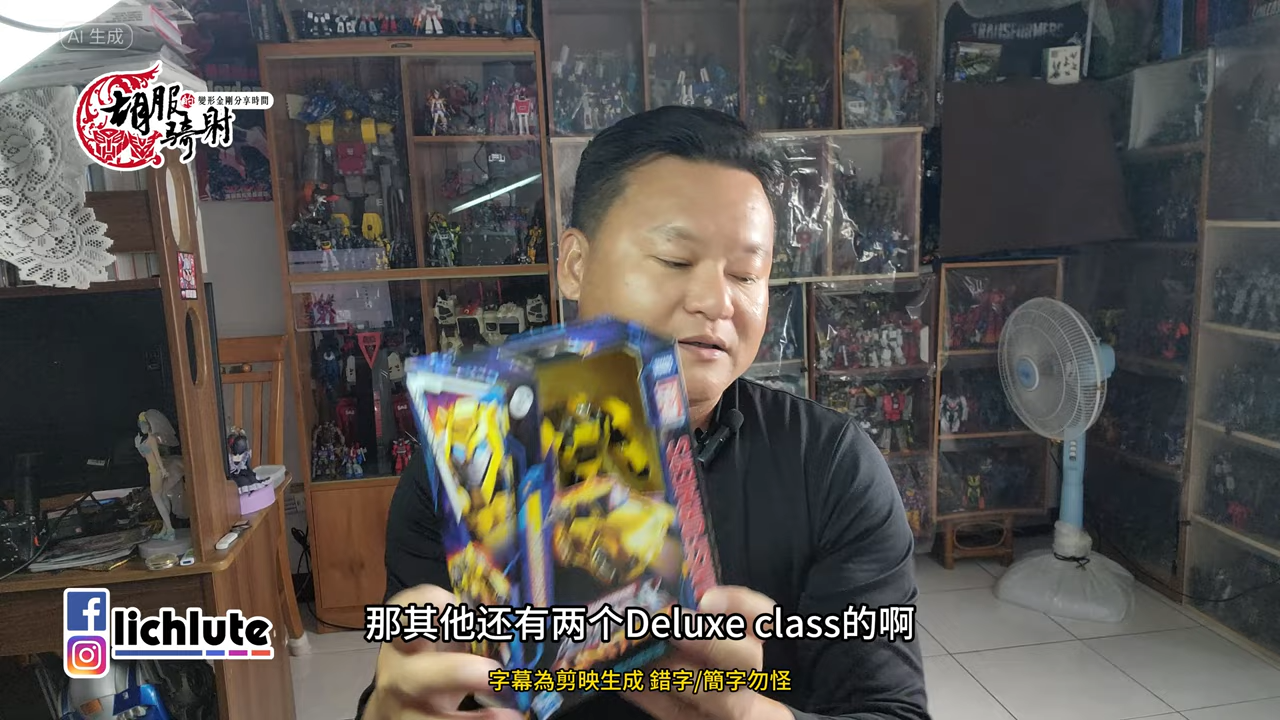 AI 生成
胡服騎射
變形金剛分享時間
TRANSFORMERS
那其他还有两个Deluxe class的啊
lichlute
字幕為剪映生成 錯字/簡字勿怪